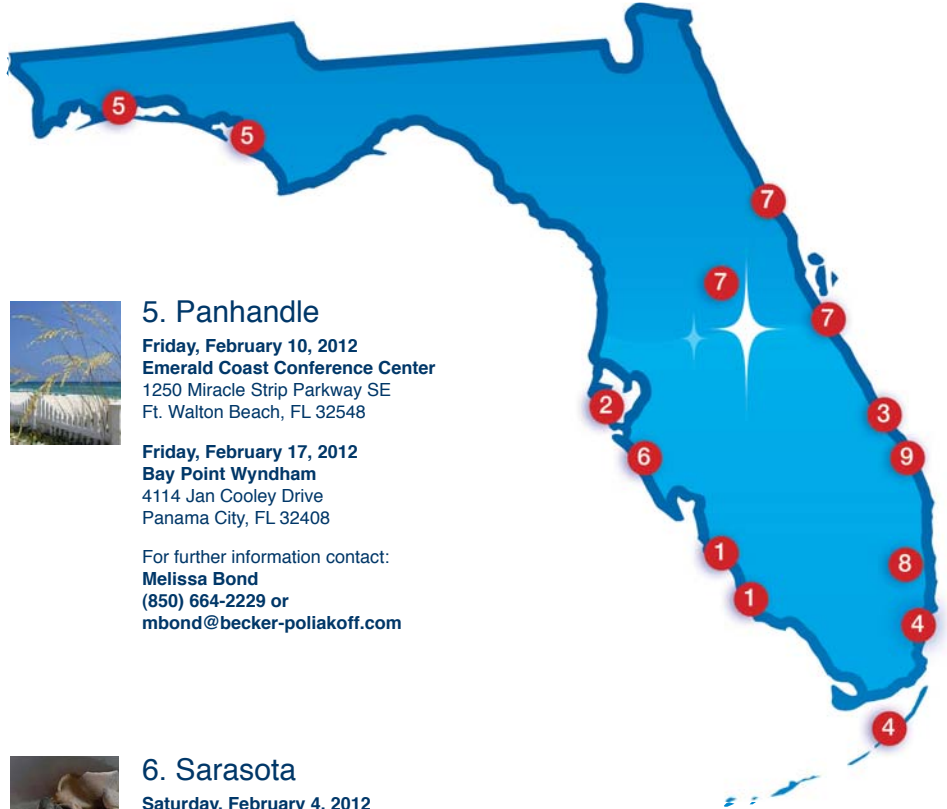 5
5
7
7
7
2
3
6
9
1
8
1
4
4
5. Panhandle
Friday, February 10, 2012
Emerald Coast Conference Center
1250 Miracle Strip Parkway SE
Ft. Walton Beach, FL 32548
Friday, February 17, 2012
Bay Point Wyndham
4114 Jan Cooley Drive
Panama City, FL 32408
For further information contact:
Melissa Bond
(850) 664-2229 or
mbond@becker-poliakoff.com
6. Sarasota
Saturday, February 4, 2012